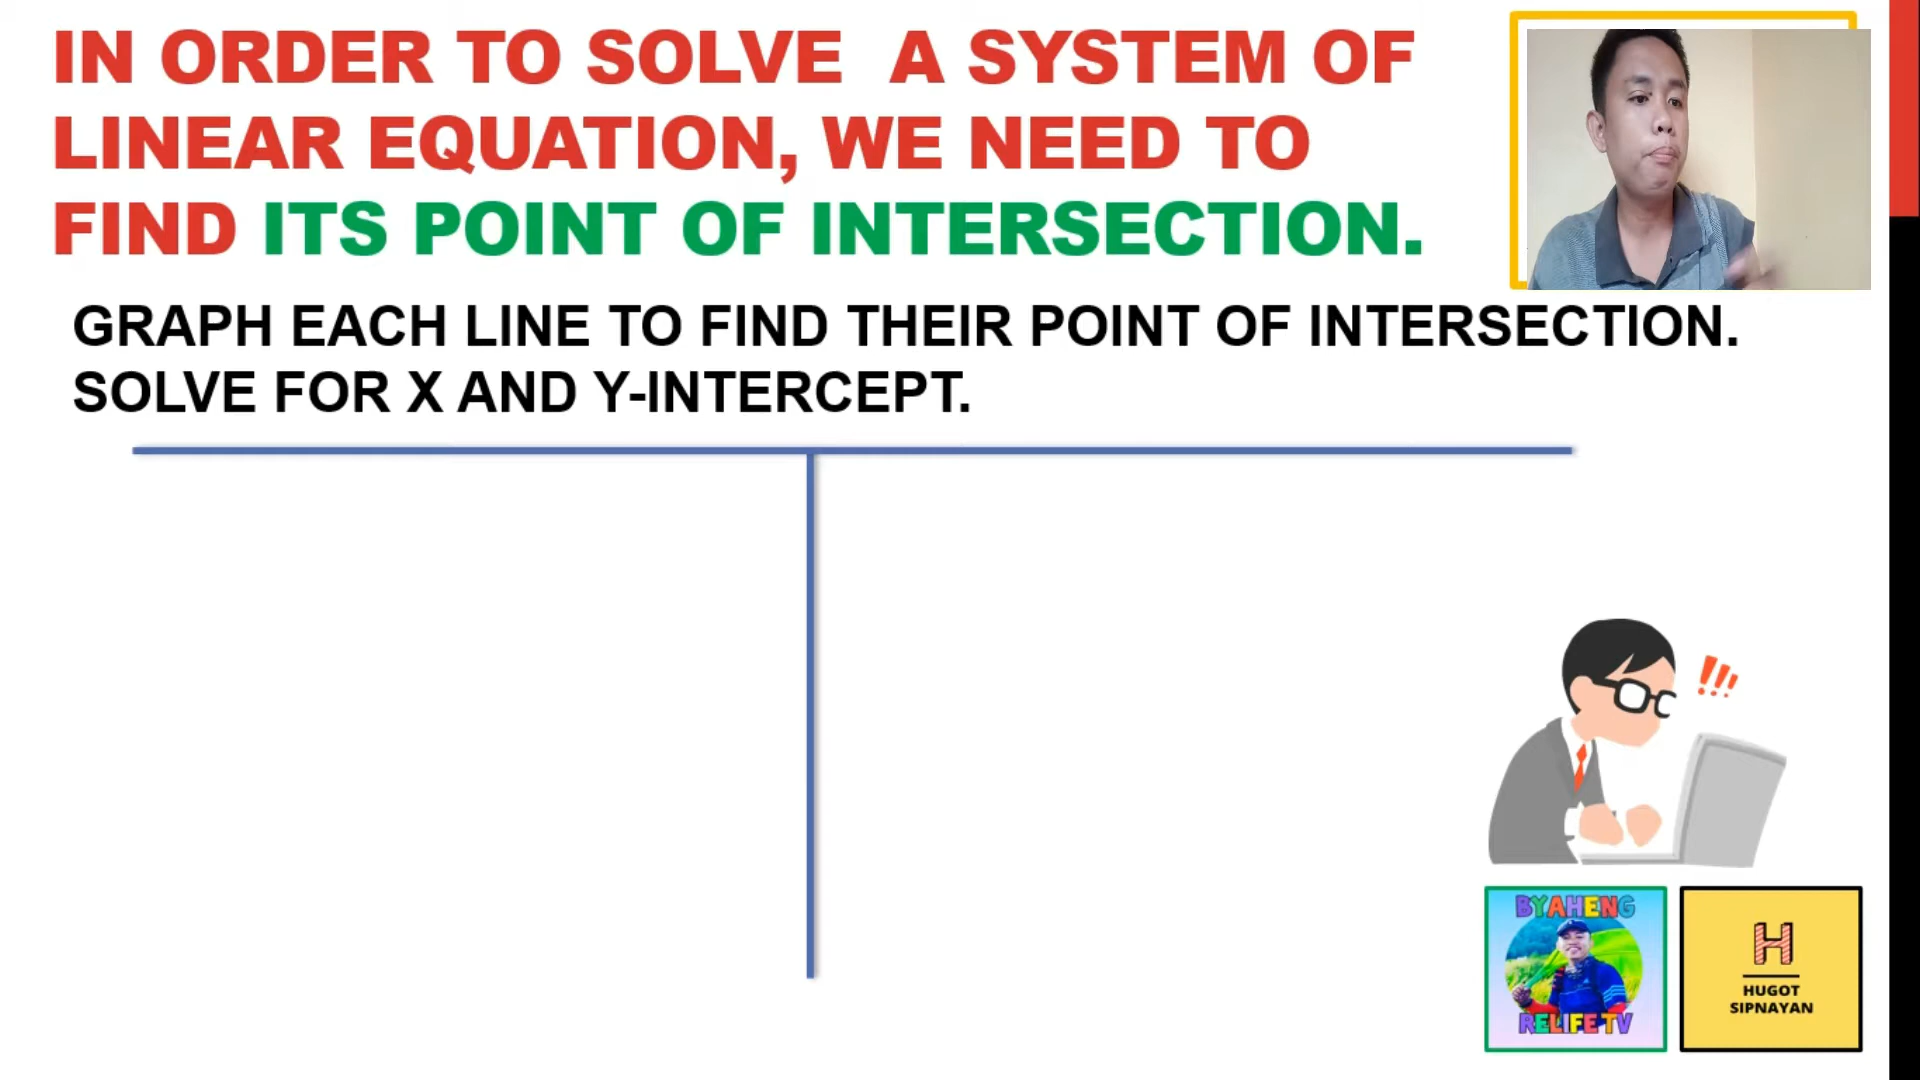 IN ORDER TO SOLVE A SYSTEM OF
LINEAR EQUATION, WE NEED TO
FIND ITS POINT OF INTERSECTION.
GRAPH EACH LINE TO FIND THEIR POINT OF INTERSECTION.
SOLVE FOR X AND Y-INTERCEPT.
!!!
BYAHENG
RELIFE TV
H
HUGOT
SIPNAYAN